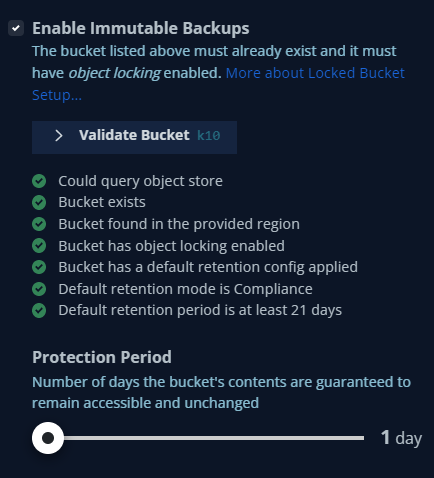 Enable Immutable Backups
The bucket listed above must already exist and it must
have object locking enabled. More about Locked Bucket
Setup...
Validate Bucket k10
Could query object store
Bucket exists
Bucket found in the provided region
Bucket has object locking enabled
Bucket has a default retention config applied
Default retention mode is Compliance
Default retention period is at least 21 days
Protection Period
Number of days the bucket's contents are guaranteed to
remain accessible and unchanged
1 day